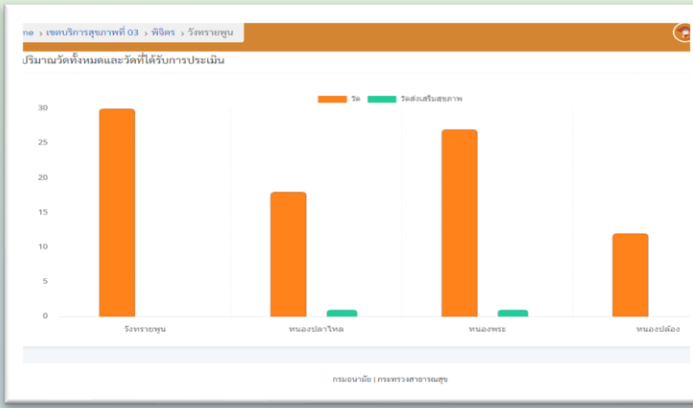 me › เขตบริการสุขภาพที่ 03 › พิจิตร › วังทรายพูน
ปริมาณวัดทั้งหมดและวัดที่ได้รับการประเมิน
วัด วัดส่งเสริมสุขภาพ
30
25
20
15
10
5
0
วังทรายพูน หนองปลาไหล หนองพระ หนองปล้อง
กรมอนามัย | กระทรวงสาธารณสุข